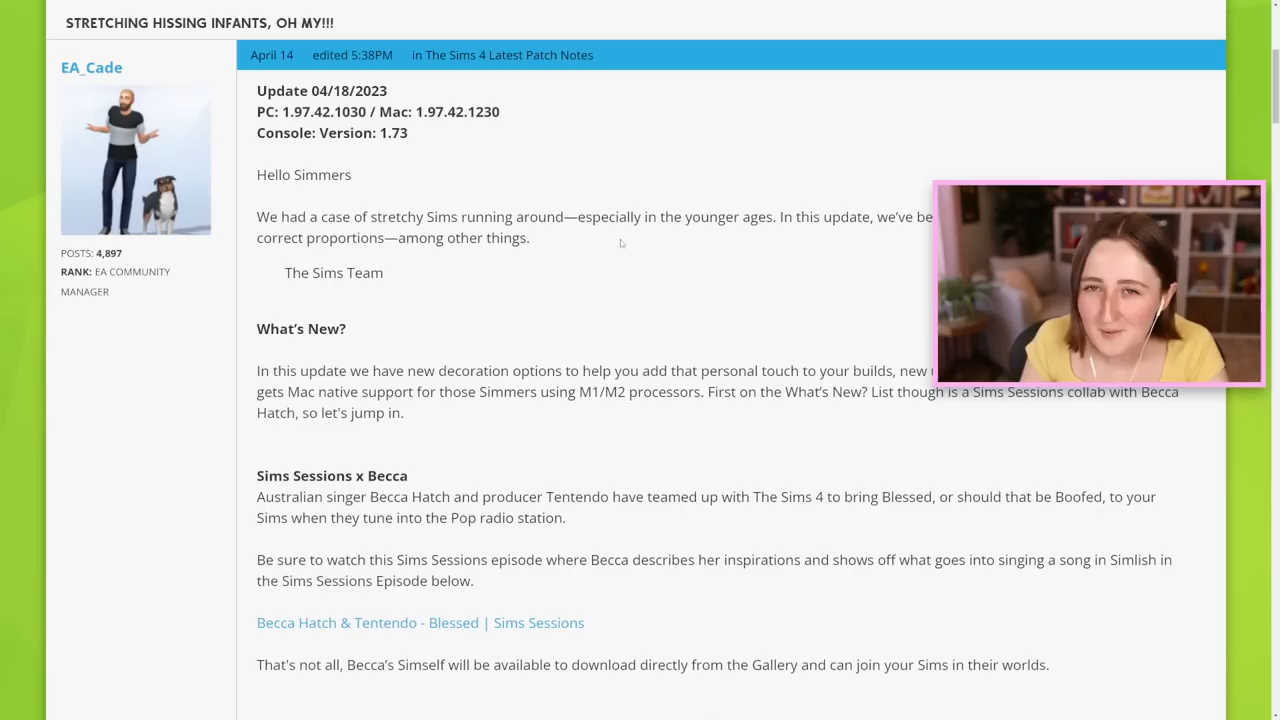 STRETCHING HISSING INFANTS, OH MY!!!
EA_Cade
POSTS: 4,897
RANK: EA COMMUNITY
MANAGER
April 14 edited 5:38PM in The Sims 4 Latest Patch Notes
Update 04/18/2023
PC: 1.97.42.1030 / Mac: 1.97.42.1230
Console: Version: 1.73
Hello Simmers
We had a case of stretchy Sims running around—especially in the younger ages. In this update, we’ve be
correct proportions—among other things.
The Sims Team
What’s New?
In this update we have new decoration options to help you add that personal touch to your builds, new
gets Mac native support for those Simmers using M1/M2 processors. First on the What’s New? List though is a Sims Sessions collab with Becca
Hatch, so let's jump in.
Sims Sessions x Becca
Australian singer Becca Hatch and producer Tentendo have teamed up with The Sims 4 to bring Blessed, or should that be Boofed, to your
Sims when they tune into the Pop radio station.
Be sure to watch this Sims Sessions episode where Becca describes her inspirations and shows off what goes into singing a song in Simlish in
the Sims Sessions Episode below.
Becca Hatch & Tentendo - Blessed | Sims Sessions
That's not all, Becca’s Simself will be available to download directly from the Gallery and can join your Sims in their worlds.